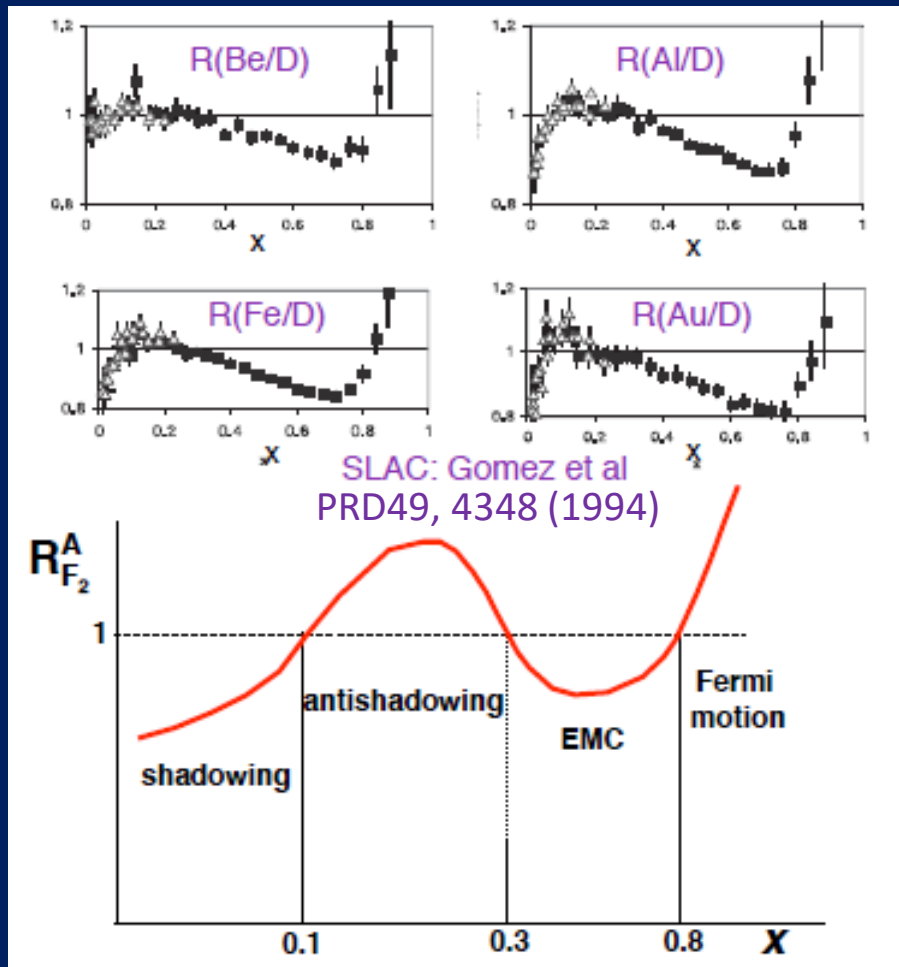 1.2
R(Be/D)
1
0.8
0 0.2 0.4 0.6 0.8 1
X
1.2
R(Al/D)
1
0.8
0 0.2 0.4 0.6 0.8 1
X
1.2
R(Fe/D)
1
0.8
0 0.2 0.4 0.6 0.8 1
X
1.2
R(Au/D)
1
0.8
0 0.2 0.4 0.6 0.8 1
X
SLAC: Gomez et al
PRD49, 4348 (1994)
R^A_F_2
1
antishadowing
Fermi
motion
EMC
shadowing
0.1 0.3 0.8 x